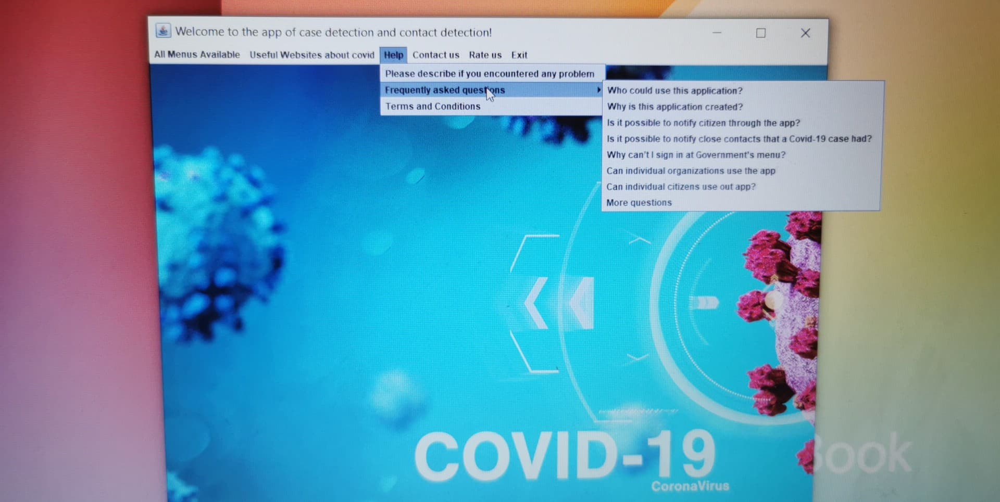 Welcome to the app of case detection and contact detection!
All Menus Available Useful Websites about covid Help Contact us Rate us Exit
Please describe if you encountered any problem
Frequently asked questions
Terms and Conditions
Who could use this application?
Why is this application created?
Is it possible to notify citizen through the app?
Is it possible to notify close contacts that a Covid-19 case had?
Why can't I sign in at Government's menu?
Can individual organizations use the app
Can individual citizens use out app?
More questions
COVID-19
CoronaVirus
Book